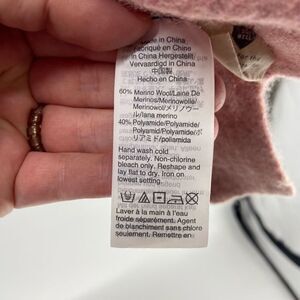 Made in China
Fabriqué en Chine
In China Hergestellt
Vervaardigd in China
中国製
Hecho en China
60% Merino Wool/Laine De
Merinos/Merinowolle/
Merinowol/メリノウー
ル/lana merino
40% Polyamide/Polyamide/
Polyamid/Polyamide/ポ
リアミド/poliamida
Hand wash cold
separately. Non-chlorine
bleach only. Reshape and
lay flat to dry. Iron on
lowest setting.
Laver à la main à l'eau
froide séparément. Agent
de blanchiment sans chlore
seulement. Remettre en